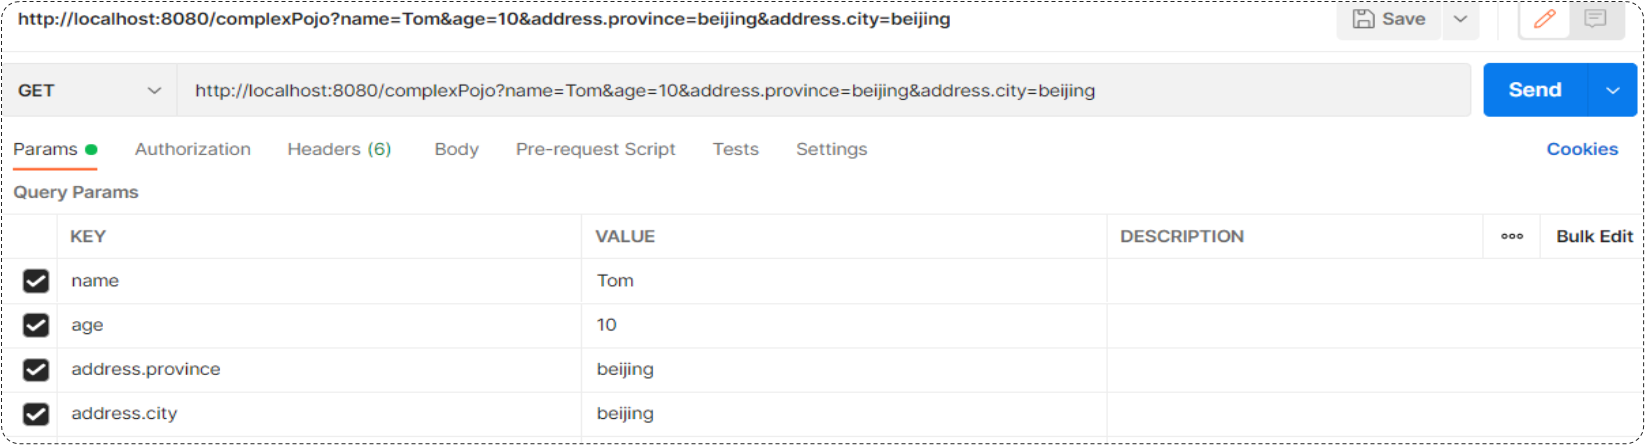 http://localhost:8080/complexPojo?name=Tom&age=10&address.province=beijing&address.city=beijing Save
GET http://localhost:8080/complexPojo?name=Tom&age=10&address.province=beijing&address.city=beijing Send
Params Authorization Headers (6) Body Pre-request Script Tests Settings Cookies
Query Params
KEY VALUE DESCRIPTION ooo Bulk Edit
name Tom
age 10
address.province beijing
address.city beijing